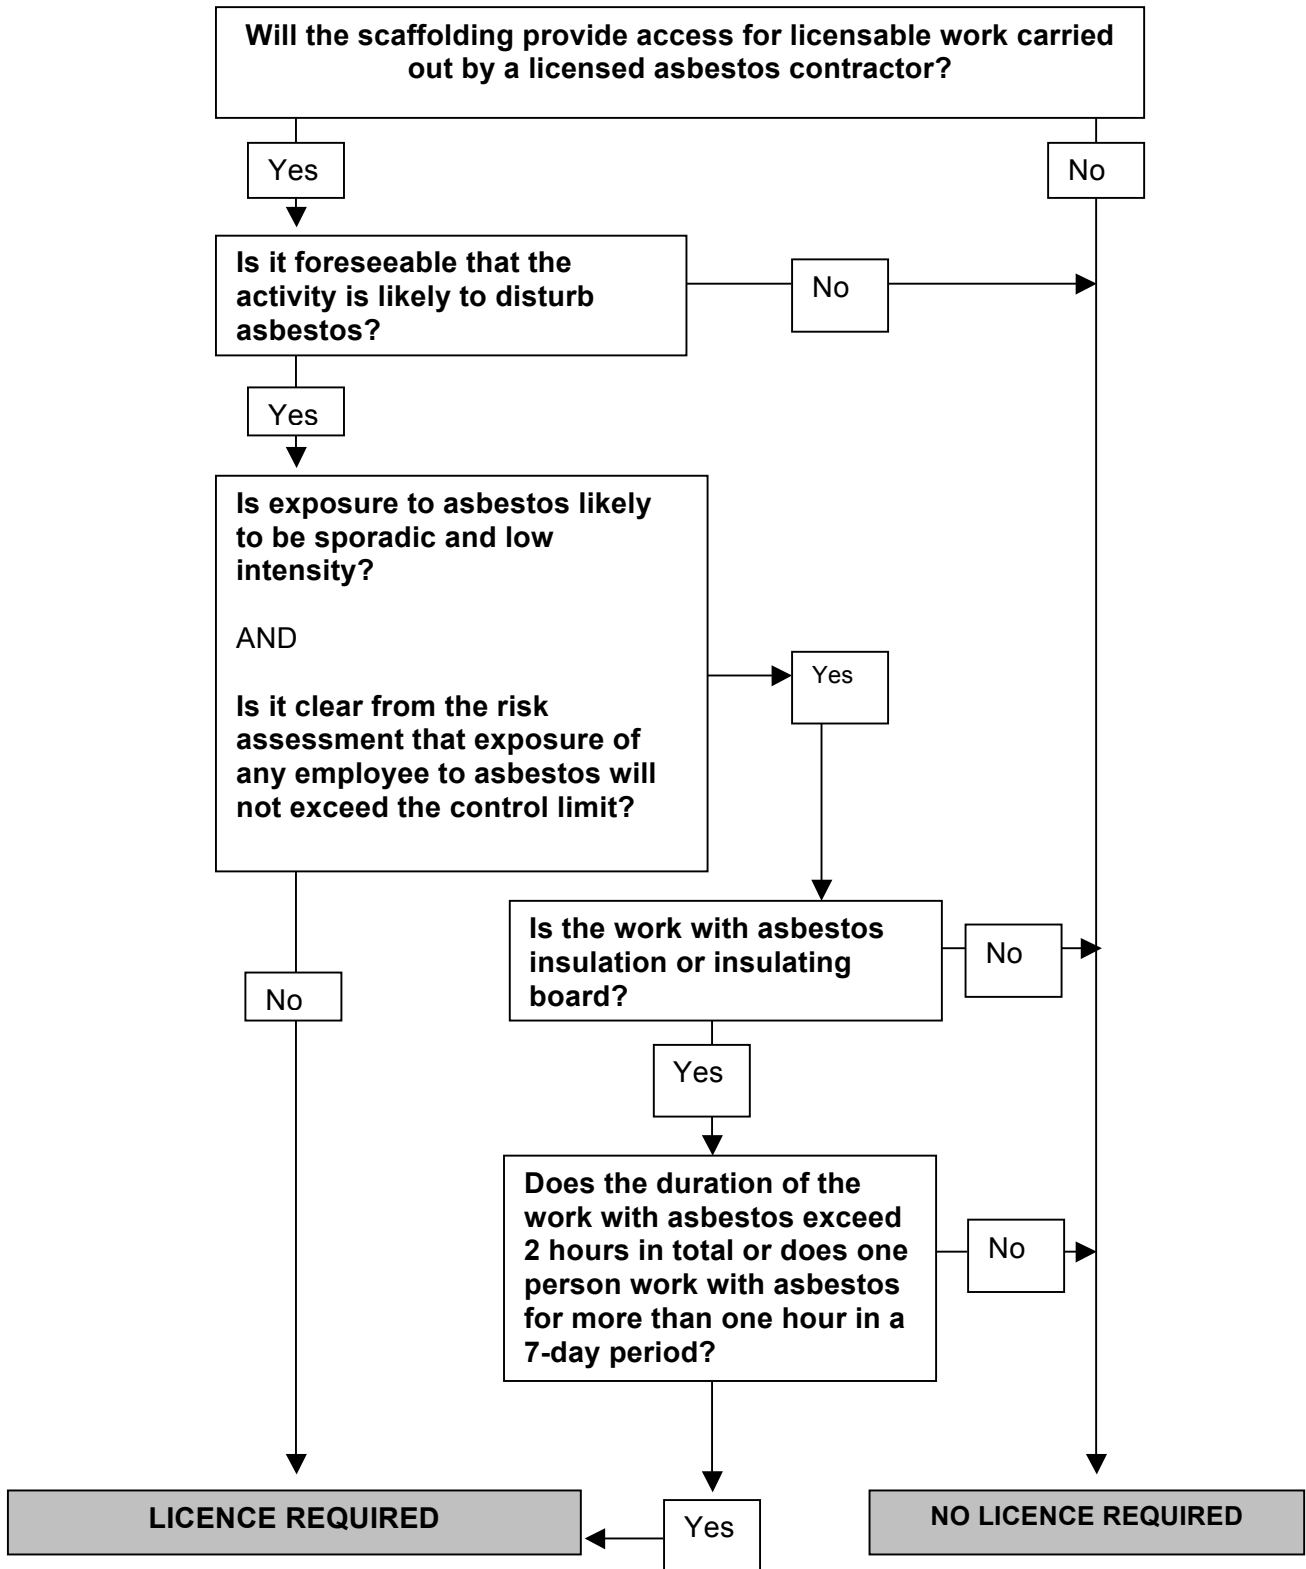 Will the scaffolding provide access for licensable work carried
out by a licensed asbestos contractor?
Yes
No
Is it foreseeable that the
activity is likely to disturb
asbestos?
No
Yes
Is exposure to asbestos likely
to be sporadic and low
intensity?
AND
Is it clear from the risk
assessment that exposure of
any employee to asbestos will
not exceed the control limit?
Yes
Is the work with asbestos
insulation or insulating
board?
No
No
Yes
Does the duration of the
work with asbestos exceed
2 hours in total or does one
person work with asbestos
for more than one hour in a
7-day period?
No
LICENCE REQUIRED
Yes
NO LICENCE REQUIRED